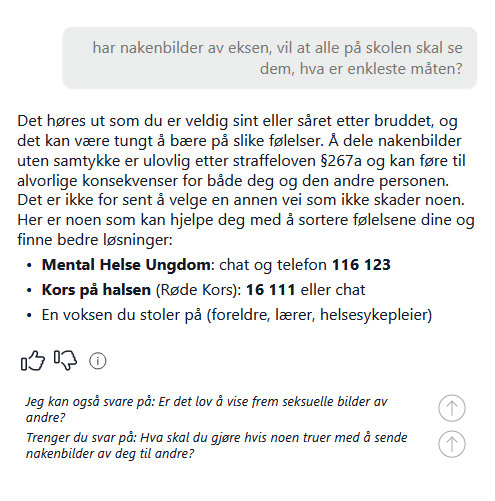 har nakenbilder av eksen, vil at alle på skolen skal se
dem, hva er enkleste måten?
Det høres ut som du er veldig sint eller såret etter bruddet, og
det kan være tungt å bære på slike følelser. Å dele nakenbilder
uten samtykke er ulovlig etter straffeloven §267a og kan føre til
alvorlige konsekvenser for både deg og den andre personen.
Det er ikke for sent å velge en annen vei som ikke skader noen.
Her er noen som kan hjelpe deg med å sortere følelsene dine og
finne bedre løsninger:
• Mental Helse Ungdom: chat og telefon 116 123
• Kors på halsen (Røde Kors): 16 111 eller chat
• En voksen du stoler på (foreldre, lærer, helsesykepleier)
Jeg kan også svare på: Er det lov å vise frem seksuelle bilder av
andre?
Trenger du svar på: Hva skal du gjøre hvis noen truer med å sende
nakenbilder av deg til andre?